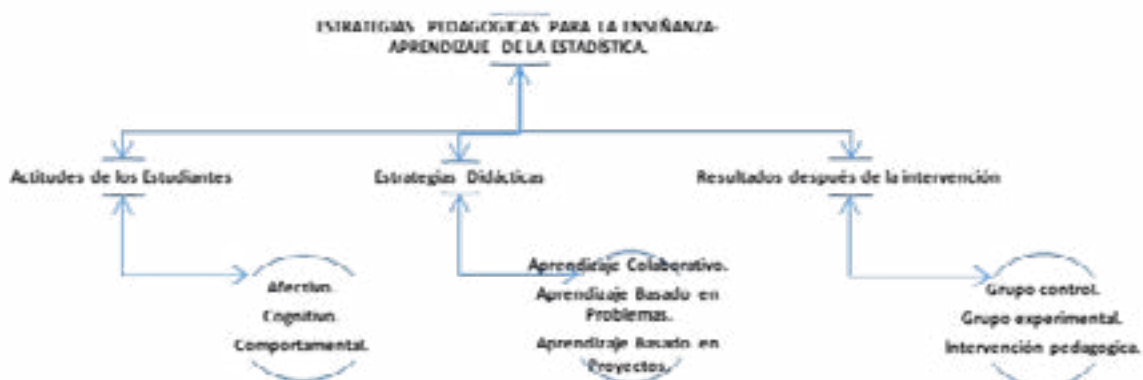 ESTRATEGIAS PEDAGOGICAS PARA LA ENSEÑANZA-
APRENDIZAJE DE LA ESTADÍSTICA.
Actitudes de los Estudiantes
Estrategias Didácticas
Resultados después de la intervención
Afectivo.
Cognitivo.
Comportamental.
Aprendizaje Colaborativo.
Aprendizaje Basado en
Problemas.
Aprendizaje Basado en
Proyectos.
Grupo control.
Grupo experimental.
Intervención pedagogica.